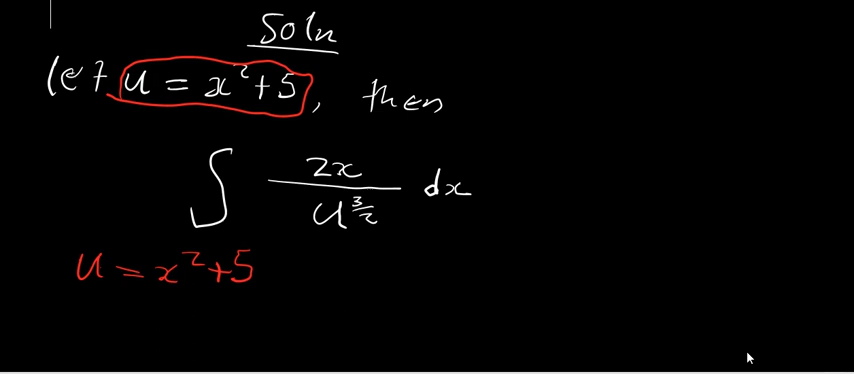 Soln
let u = x²+5, then
∫ 2x / u^(3/2) dx
u = x²+5